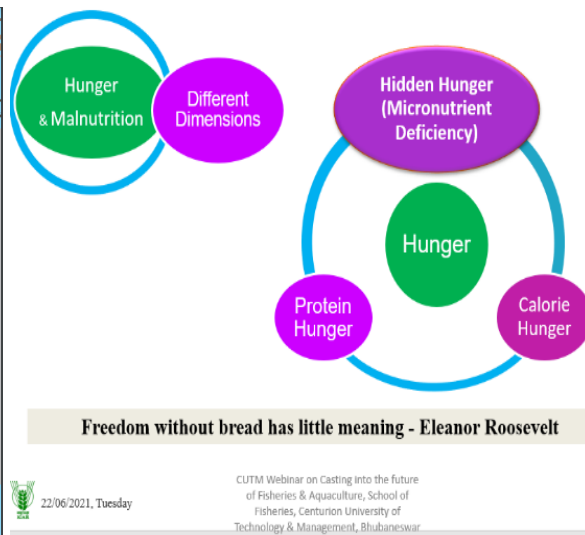 Hunger
& Malnutrition
Different
Dimensions
Hidden Hunger
(Micronutrient
Deficiency)
Hunger
Protein
Hunger
Calorie
Hunger
Freedom without bread has little meaning - Eleanor Roosevelt
22/06/2021, Tuesday
CUTM Webinar on Casting into the future
of Fisheries & Aquaculture, School of
Fisheries, Centurion University of
Technology & Management, Bhubaneswar